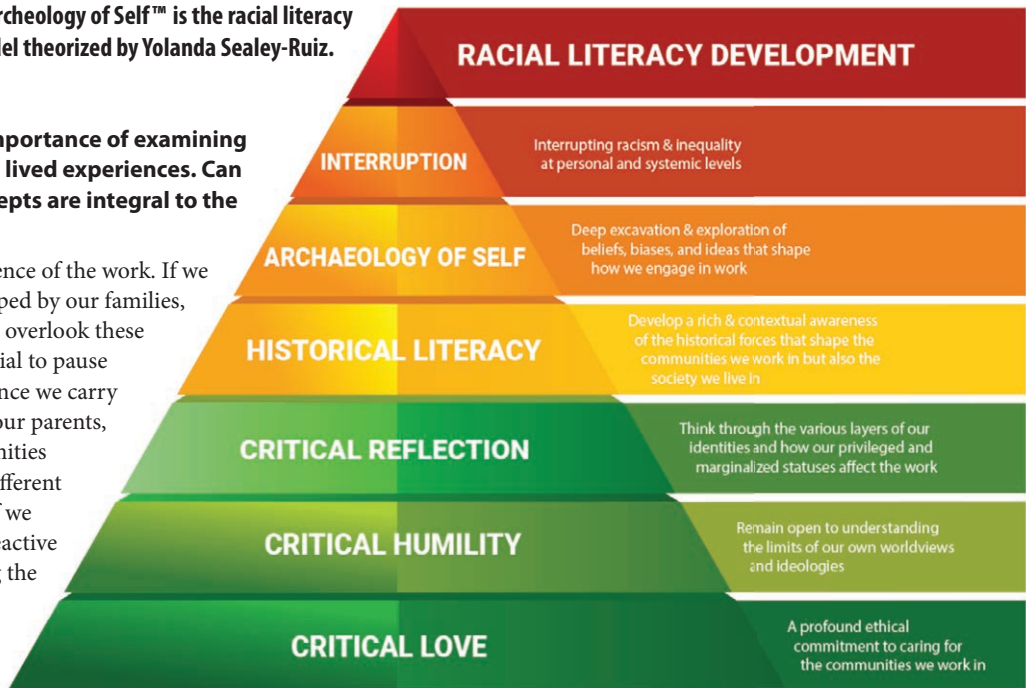 rcheology of Self™ is the racial literacy
del theorized by Yolanda Sealey-Ruiz.
mportance of examining
lived experiences. Can
epts are integral to the
ence of the work. If we
ped by our families,
overlook these
ial to pause
nce we carry
our parents,
nities
fferent
f we
eactive
g the
RACIAL LITERACY DEVELOPMENT
INTERRUPTION
Interrupting racism & inequality
at personal and systemic levels
ARCHAEOLOGY OF SELF
Deep excavation & exploration of
beliefs, biases, and ideas that shape
how we engage in work
HISTORICAL LITERACY
Develop a rich & contextual awareness
of the historical forces that shape the
communities we work in but also the
society we live in
CRITICAL REFLECTION
Think through the various layers of our
identities and how our privileged and
marginalized statuses affect the work
CRITICAL HUMILITY
Remain open to understanding
the limits of our own worldviews
and ideologies
CRITICAL LOVE
A profound ethical
commitment to caring for
the communities we work in